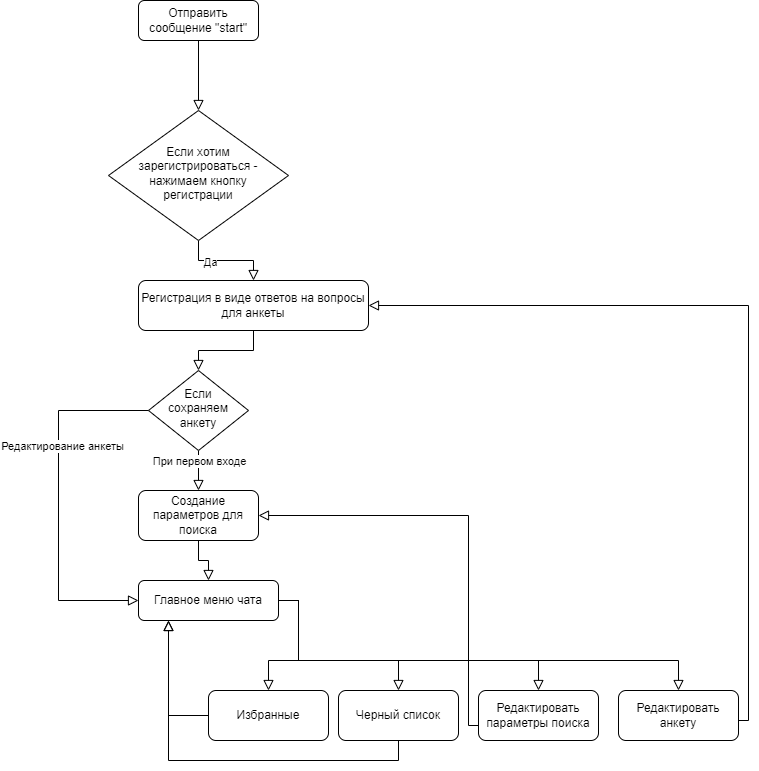 Отправить
сообщение "start"
Если хотим
зарегистрироваться -
нажимаем кнопку
регистрации
Да
Регистрация в виде ответов на вопросы
для анкеты
Если
сохраняем
анкету
Редактирование анкеты
При первом входе
Создание
параметров для
поиска
Главное меню чата
Избранные
Черный список
Редактировать
параметры поиска
Редактировать
анкету